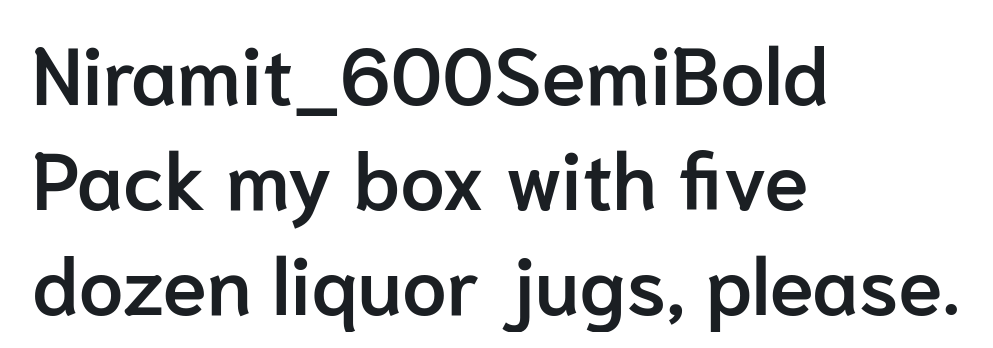 Niramit_600SemiBold
Pack my box with five
dozen liquor jugs, please.